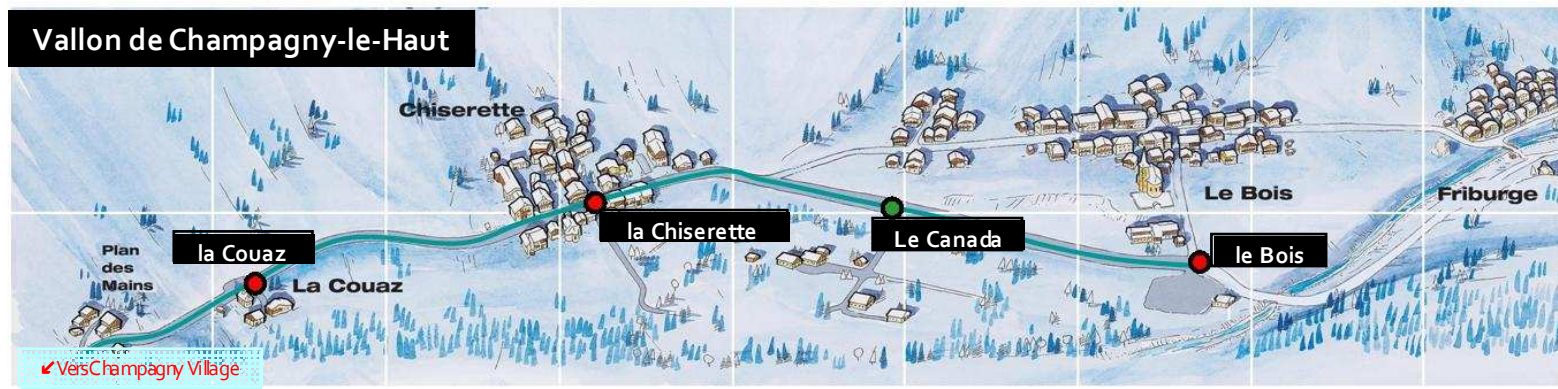 Vallon de Champagny-le-Haut
Chiserette
Le Bois
Friburge
la Chiserette
Le Canada
la Couaz
le Bois
Plan
des
Mains
La Couaz
↙VersChampagny Village